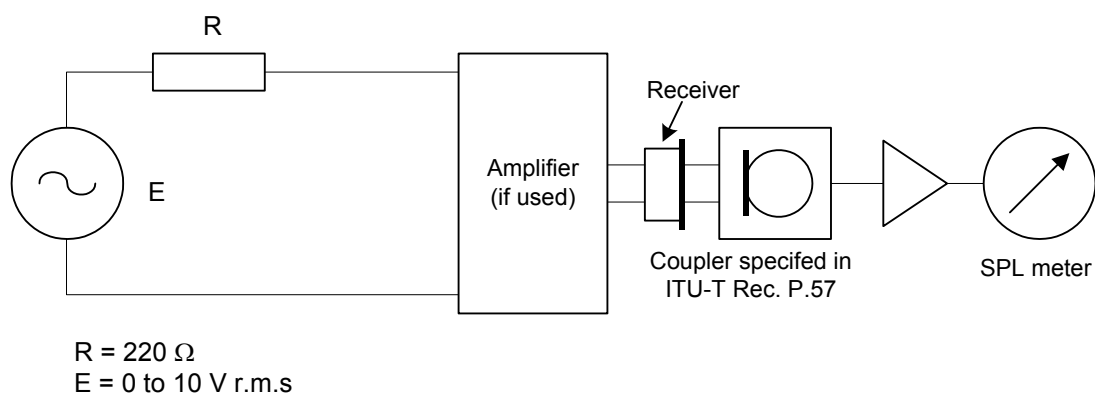 R
Receiver
Amplifier
(if used)
E
Coupler specifed in
ITU-T Rec. P.57
SPL meter
R = 220 Ω
E = 0 to 10 V r.m.s